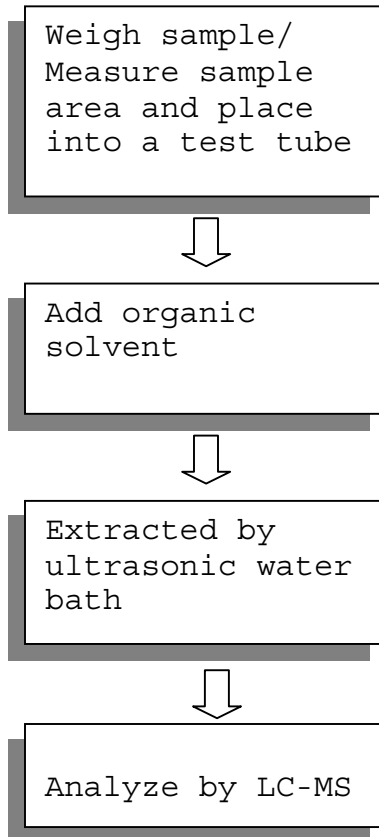 Weigh sample/
Measure sample
area and place
into a test tube
Add organic
solvent
Extracted by
ultrasonic water
bath
Analyze by LC-MS